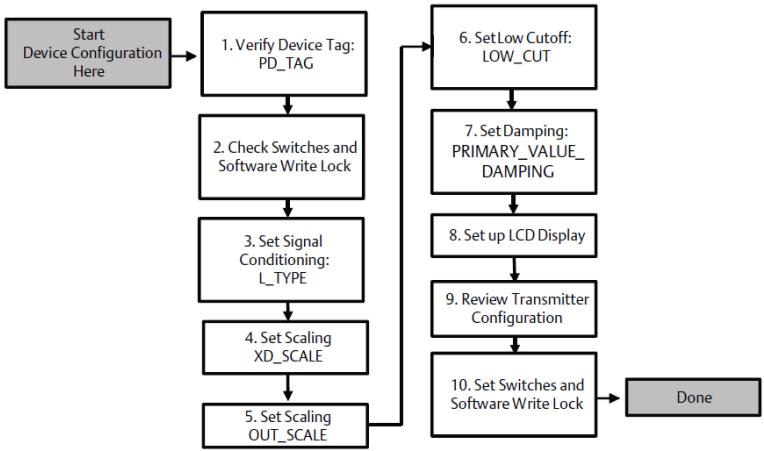 Start
Device Configuration
Here
1. Verify Device Tag:
PD_TAG
2. Check Switches and
Software Write Lock
3. Set Signal
Conditioning:
L_TYPE
4. Set Scaling
XD_SCALE
5. Set Scaling
OUT_SCALE
6. Set Low Cutoff:
LOW_CUT
7. Set Damping:
PRIMARY_VALUE_
DAMPING
8. Set up LCD Display
9. Review Transmitter
Configuration
10. Set Switches and
Software Write Lock
Done